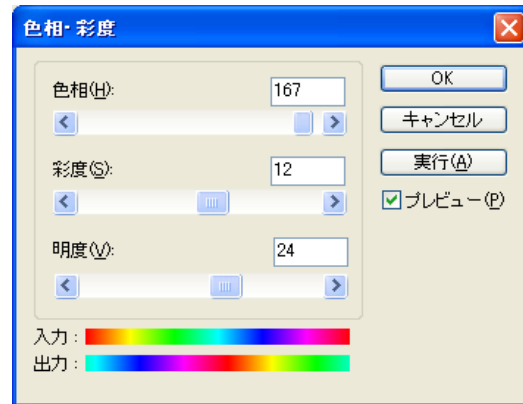 色相・彩度
色相(H): 167
OK
キャンセル
彩度(S): 12
実行(A)
プレビュー(P)
明度(V): 24
入力:
出力: